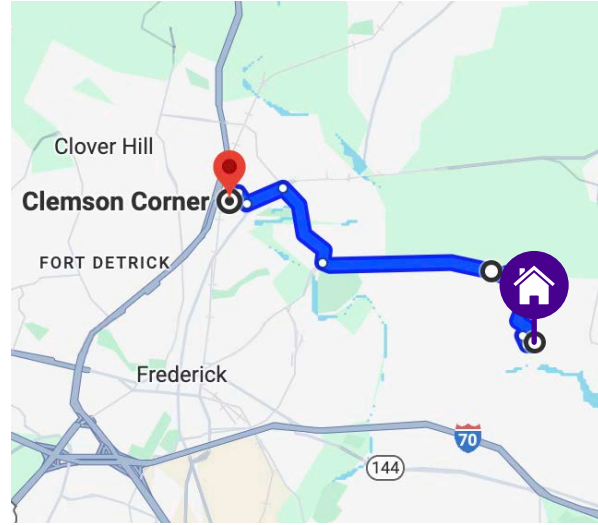 Clover Hill
Clemson Corner
FORT DETRICK
Frederick
70
144